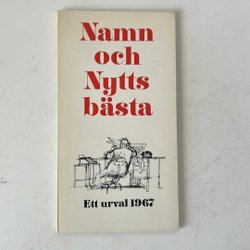 Namn
och
Nytts
bästa
Ett urval 1967